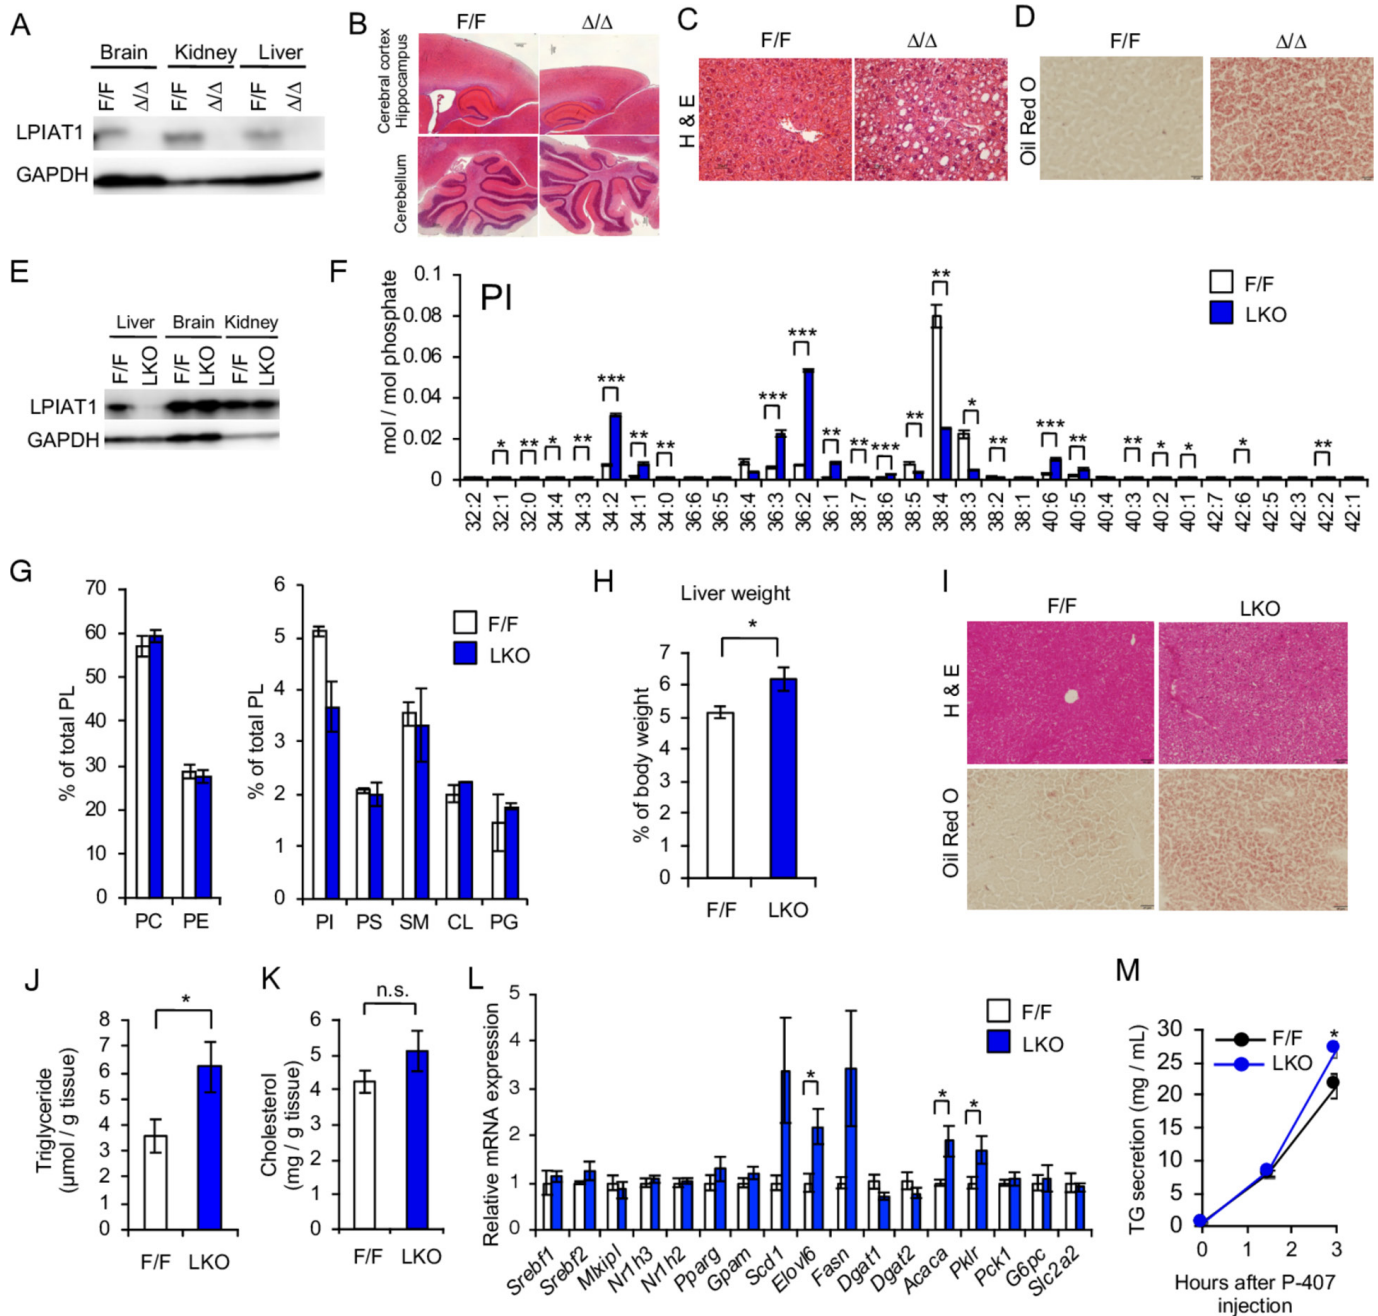 A
Brain Kidney Liver
F/F Δ/Δ F/F Δ/Δ F/F Δ/Δ
LPIAT1
GAPDH
B
F/F Δ/Δ
Cerebral cortex
Hippocampus
Cerebellum
C
F/F Δ/Δ
H & E
D
F/F Δ/Δ
Oil Red O
E
Liver Brain Kidney
F/F LKO F/F LKO F/F LKO
LPIAT1
GAPDH
F
PI
mol / mol phosphate
0.1
0.08
0.06
0.04
0.02
0
* ** * ** *** ** ** *** *** ** ** *** ** ** * ** *** ** ** * * * **
32:2 32:1 32:0 34:4 34:3 34:2 34:1 34:0 36:6 36:5 36:4 36:3 36:2 36:1 38:7 38:6 38:5 38:4 38:3 38:2 38:1 40:6 40:5 40:4 40:3 40:2 40:1 42:7 42:6 42:5 42:3 42:2 42:1
F/F
LKO
G
% of total PL
70
60
50
40
30
20
10
0
PC PE
% of total PL
6
5
4
3
2
1
0
PI PS SM CL PG
F/F
LKO
H
Liver weight
*
% of body weight
7
6
5
4
3
2
1
0
F/F LKO
I
F/F LKO
H & E
Oil Red O
J
*
Triglyceride
(μmol / g tissue)
8
7
6
5
4
3
2
1
0
F/F LKO
K
n.s.
Cholesterol
(mg / g tissue)
6
5
4
3
2
1
0
F/F LKO
L
Relative mRNA expression
5
4
3
2
1
0
* * *
F/F
LKO
Srebf1 Srebf2 Mlxipl Nr1h3 Nr1h2 Pparg Gpam Scd1 Elovl6 Fasn Dgat1 Dgat2 Acaca Pklr Pck1 G6pc Slc2a2
M
TG secretion (mg / mL)
30
25
20
15
10
5
0
F/F
LKO
*
0 1 2 3
Hours after P-407
injection